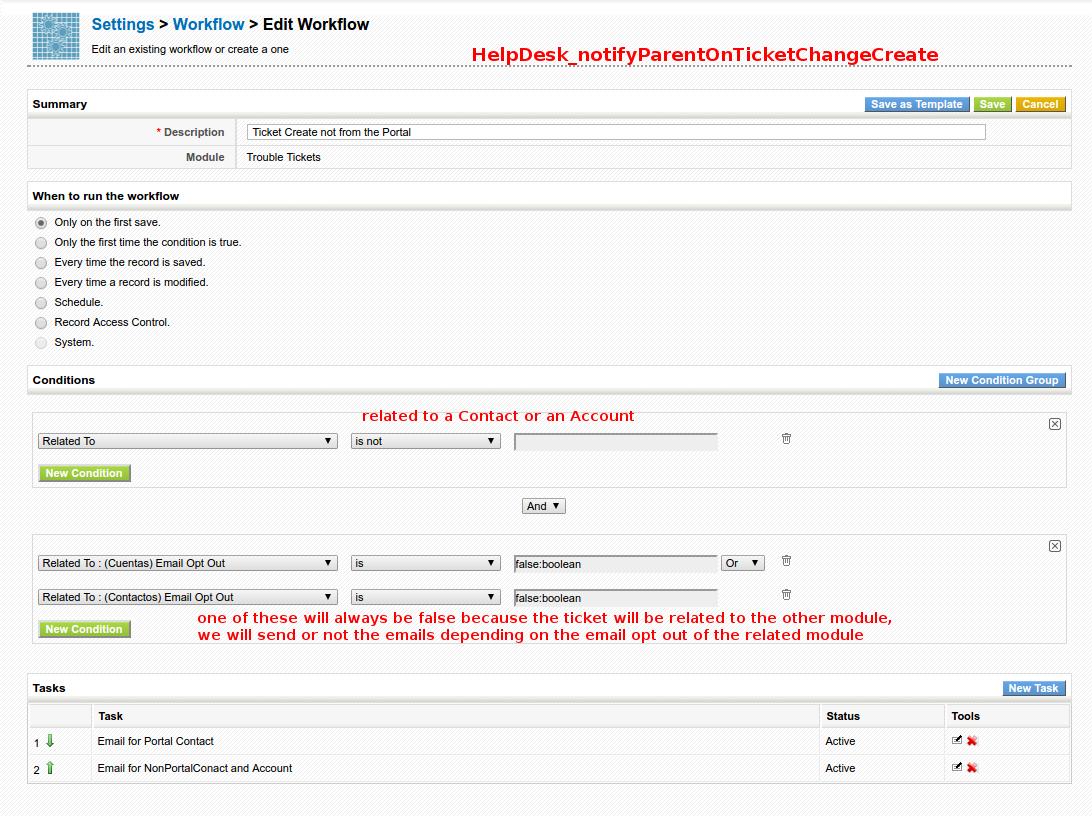 Settings > Workflow > Edit Workflow
Edit an existing workflow or create a one
HelpDesk_notifyParentOnTicketChangeCreate
Summary
Save as Template Save Cancel
* Description Ticket Create not from the Portal
Module Trouble Tickets
When to run the workflow
Only on the first save.
Only the first time the condition is true.
Every time the record is saved.
Every time a record is modified.
Schedule.
Record Access Control.
System.
Conditions New Condition Group
related to a Contact or an Account
Related To is not
New Condition
And
Related To : (Cuentas) Email Opt Out is false:boolean Or
Related To : (Contactos) Email Opt Out is false:boolean
one of these will always be false because the ticket will be related to the other module,
New Condition
we will send or not the emails depending on the email opt out of the related module
Tasks New Task
Task Status Tools
1 Email for Portal Contact Active
2 Email for NonPortalConact and Account Active